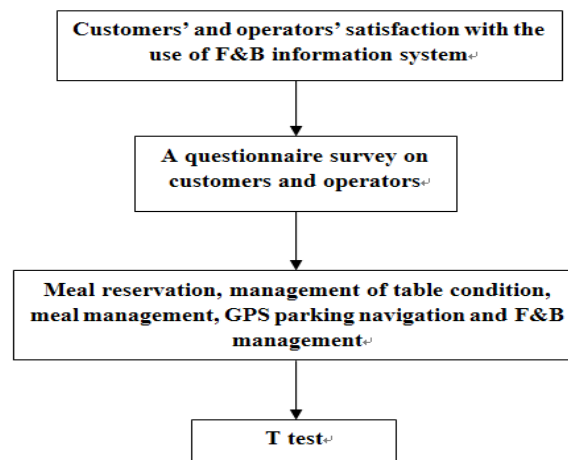 Customers' and operators' satisfaction with the
use of F&B information system↵
A questionnaire survey on
customers and operators↵
Meal reservation, management of table condition,
meal management, GPS parking navigation and F&B
management↵
T test↵